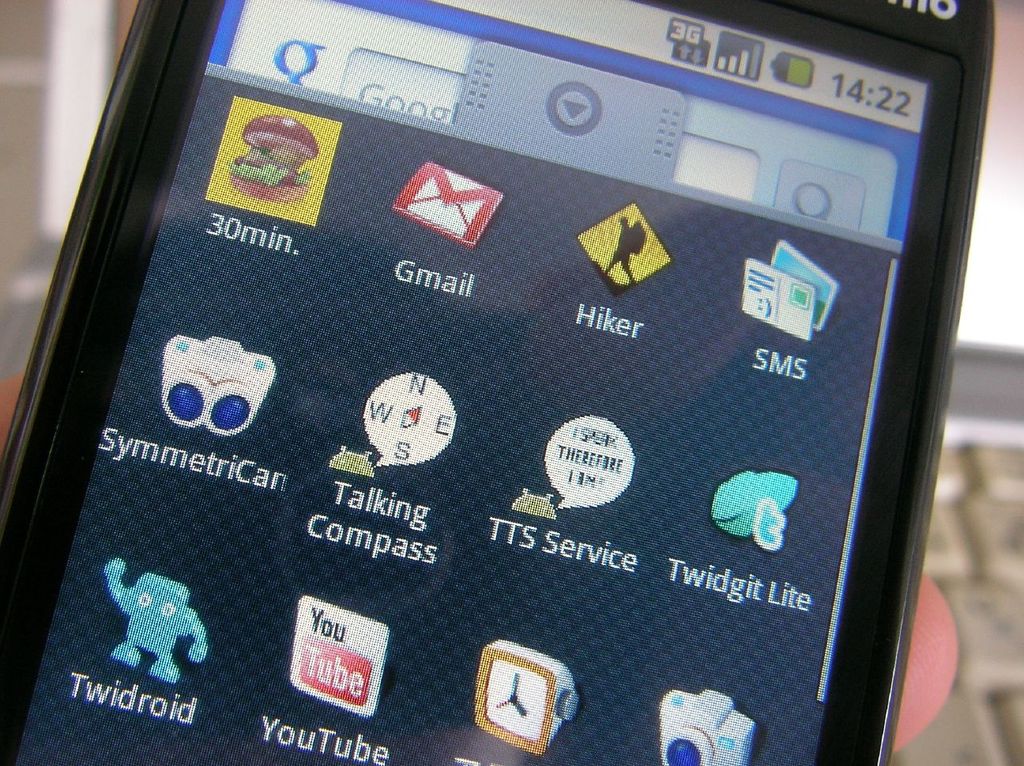 mo
3G
14:22
g
Googl
30min.
Gmail
Hiker
SMS
SymmetriCan
N
W E
S
I SPEAK
THEREFORE
I AM
t
Talking
Compass
TTS Service
Twidgit Lite
You
Tube
Twidroid
YouTube